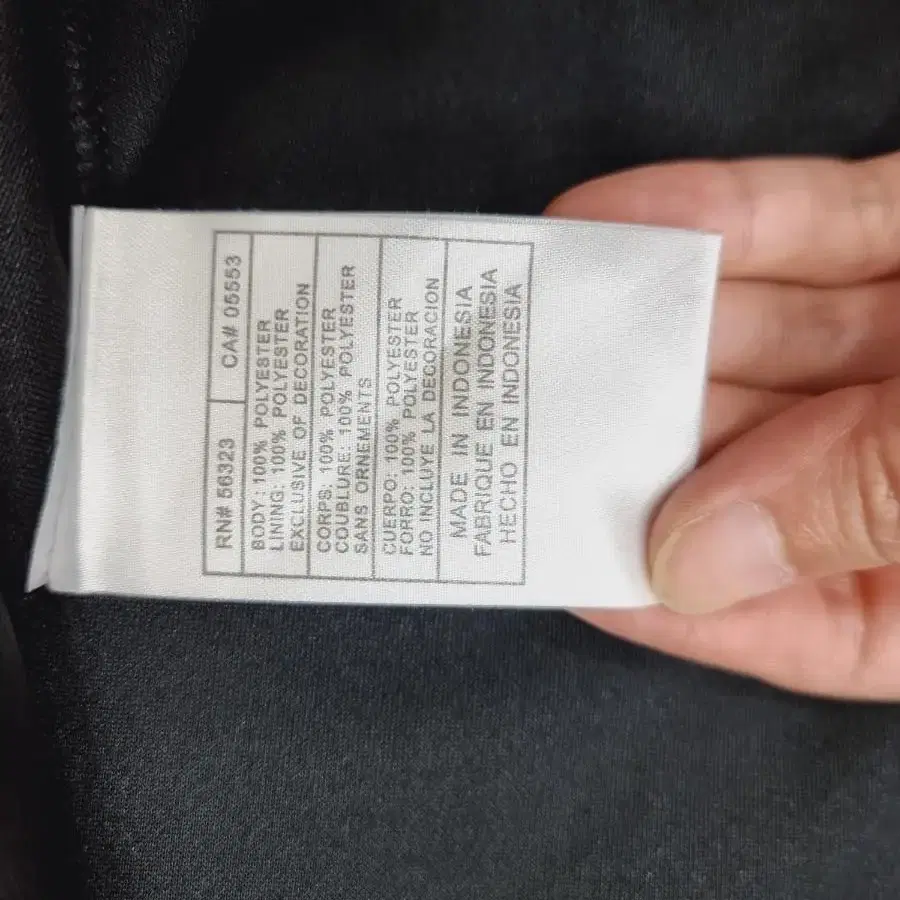 RN# 56323 CA# 05553
BODY: 100% POLYESTER
LINING: 100% POLYESTER
EXCLUSIVE OF DECORATION
CORPS: 100% POLYESTER
COUBLURE: 100% POLYESTER
SANS ORNEMENTS
CUERPO: 100% POLYESTER
FORRO: 100% POLYESTER
NO INCLUYE LA DECORACION
MADE IN INDONESIA
FABRIQUE EN INDONESIA
HECHO EN INDONESIA